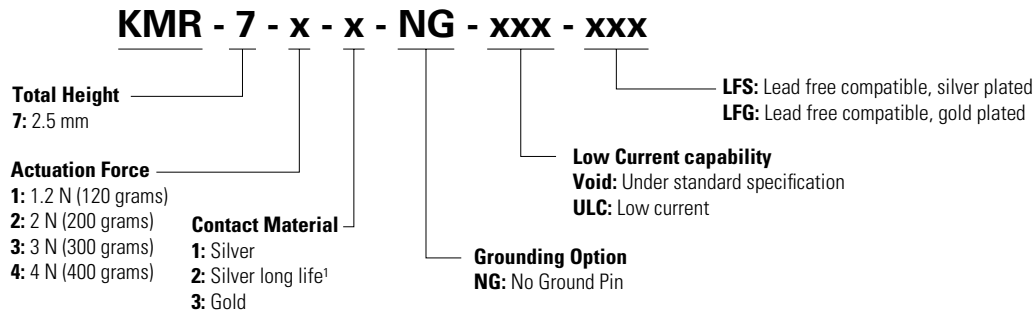 KMR - 7 - x - x - NG - xxx - xxx
Total Height
7: 2.5 mm
Actuation Force
1: 1.2 N (120 grams)
2: 2 N (200 grams)
3: 3 N (300 grams)
4: 4 N (400 grams)
Contact Material
1: Silver
2: Silver long life¹
3: Gold
Grounding Option
NG: No Ground Pin
Low Current capability
Void: Under standard specification
ULC: Low current
LFS: Lead free compatible, silver plated
LFG: Lead free compatible, gold plated